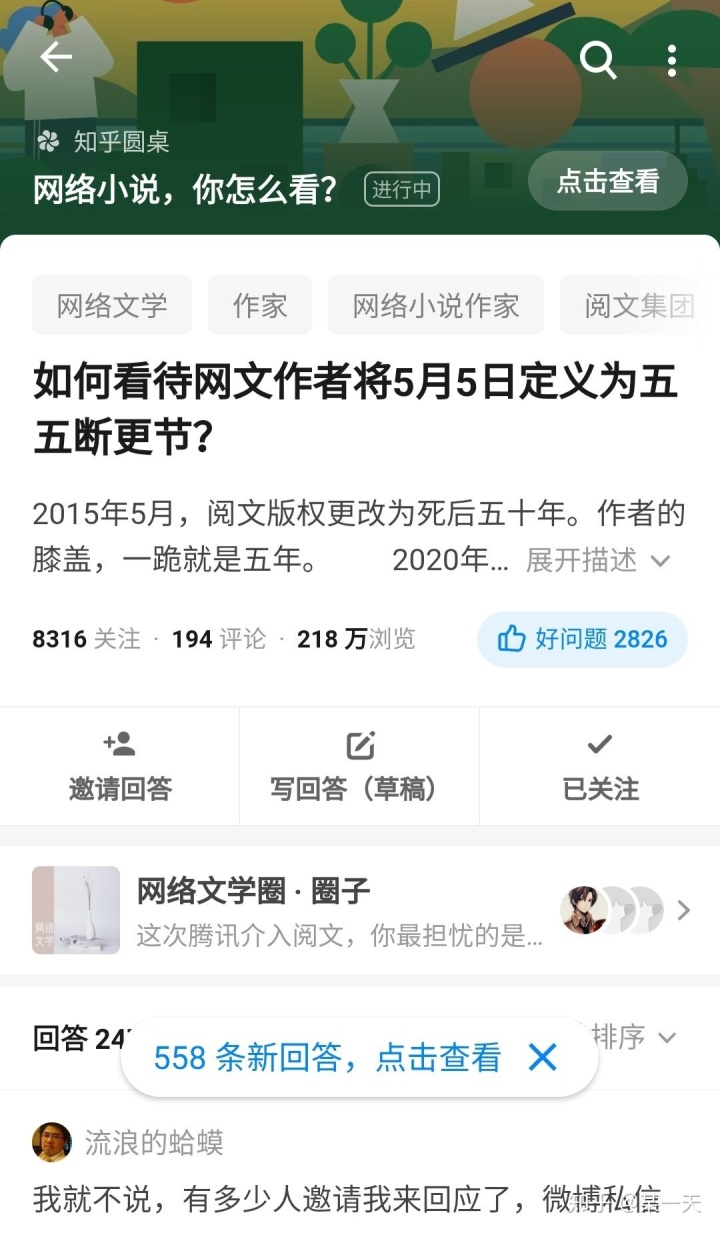 知乎圆桌
网络小说，你怎么看？ 进行中 点击查看
网络文学 作家 网络小说作家 阅文集团
如何看待网文作者将5月5日定义为五
五断更节？
2015年5月，阅文版权更改为死后五十年。作者的
膝盖，一跪就是五年。 2020年... 展开描述
8316 关注 · 194 评论 · 218 万浏览 好问题 2826
邀请回答 写回答（草稿） 已关注
网络文学圈 · 圈子
这次腾讯介入阅文，你最担忧的是...
网络
文学
回答 24 排序
558 条新回答，点击查看
流浪的蛤蟆
我就不说，有多少人邀请我来回应了，微博私信
知乎 一天